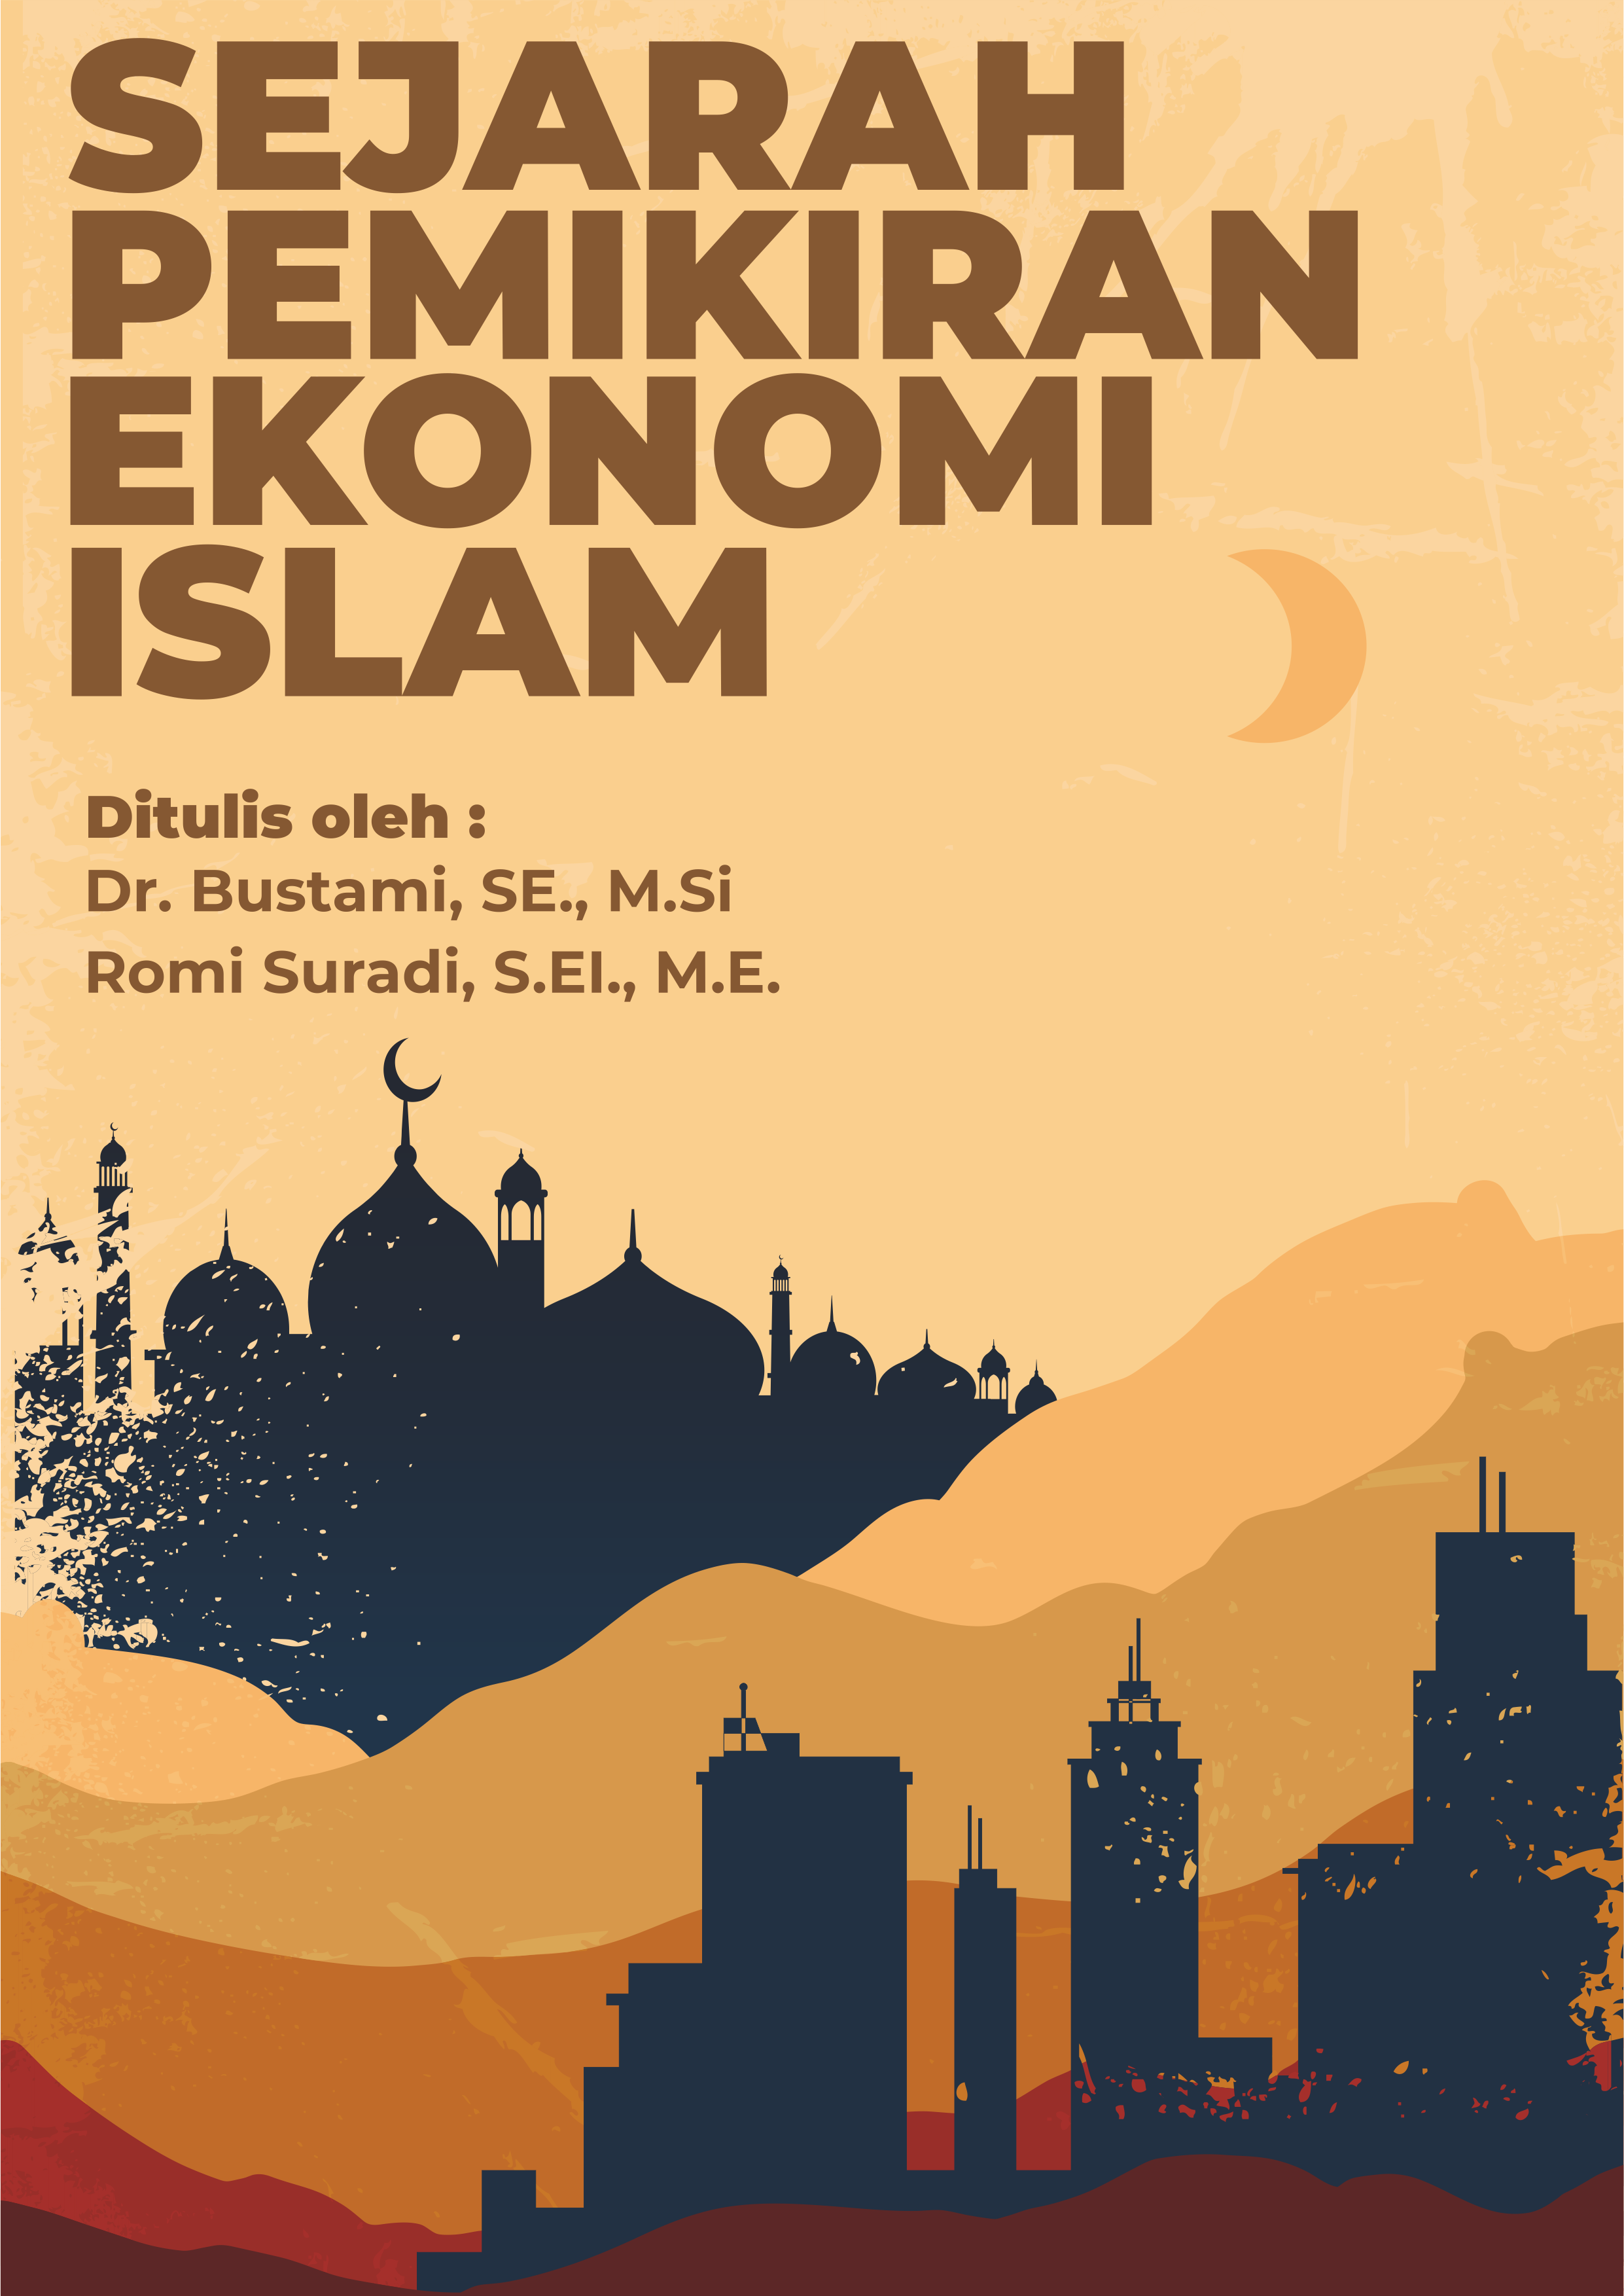 SEJARAH
PEMIKIRAN
EKONOMI
ISLAM
Ditulis oleh :
Dr. Bustami, SE., M.Si
Romi Suradi, S.EI., M.E.